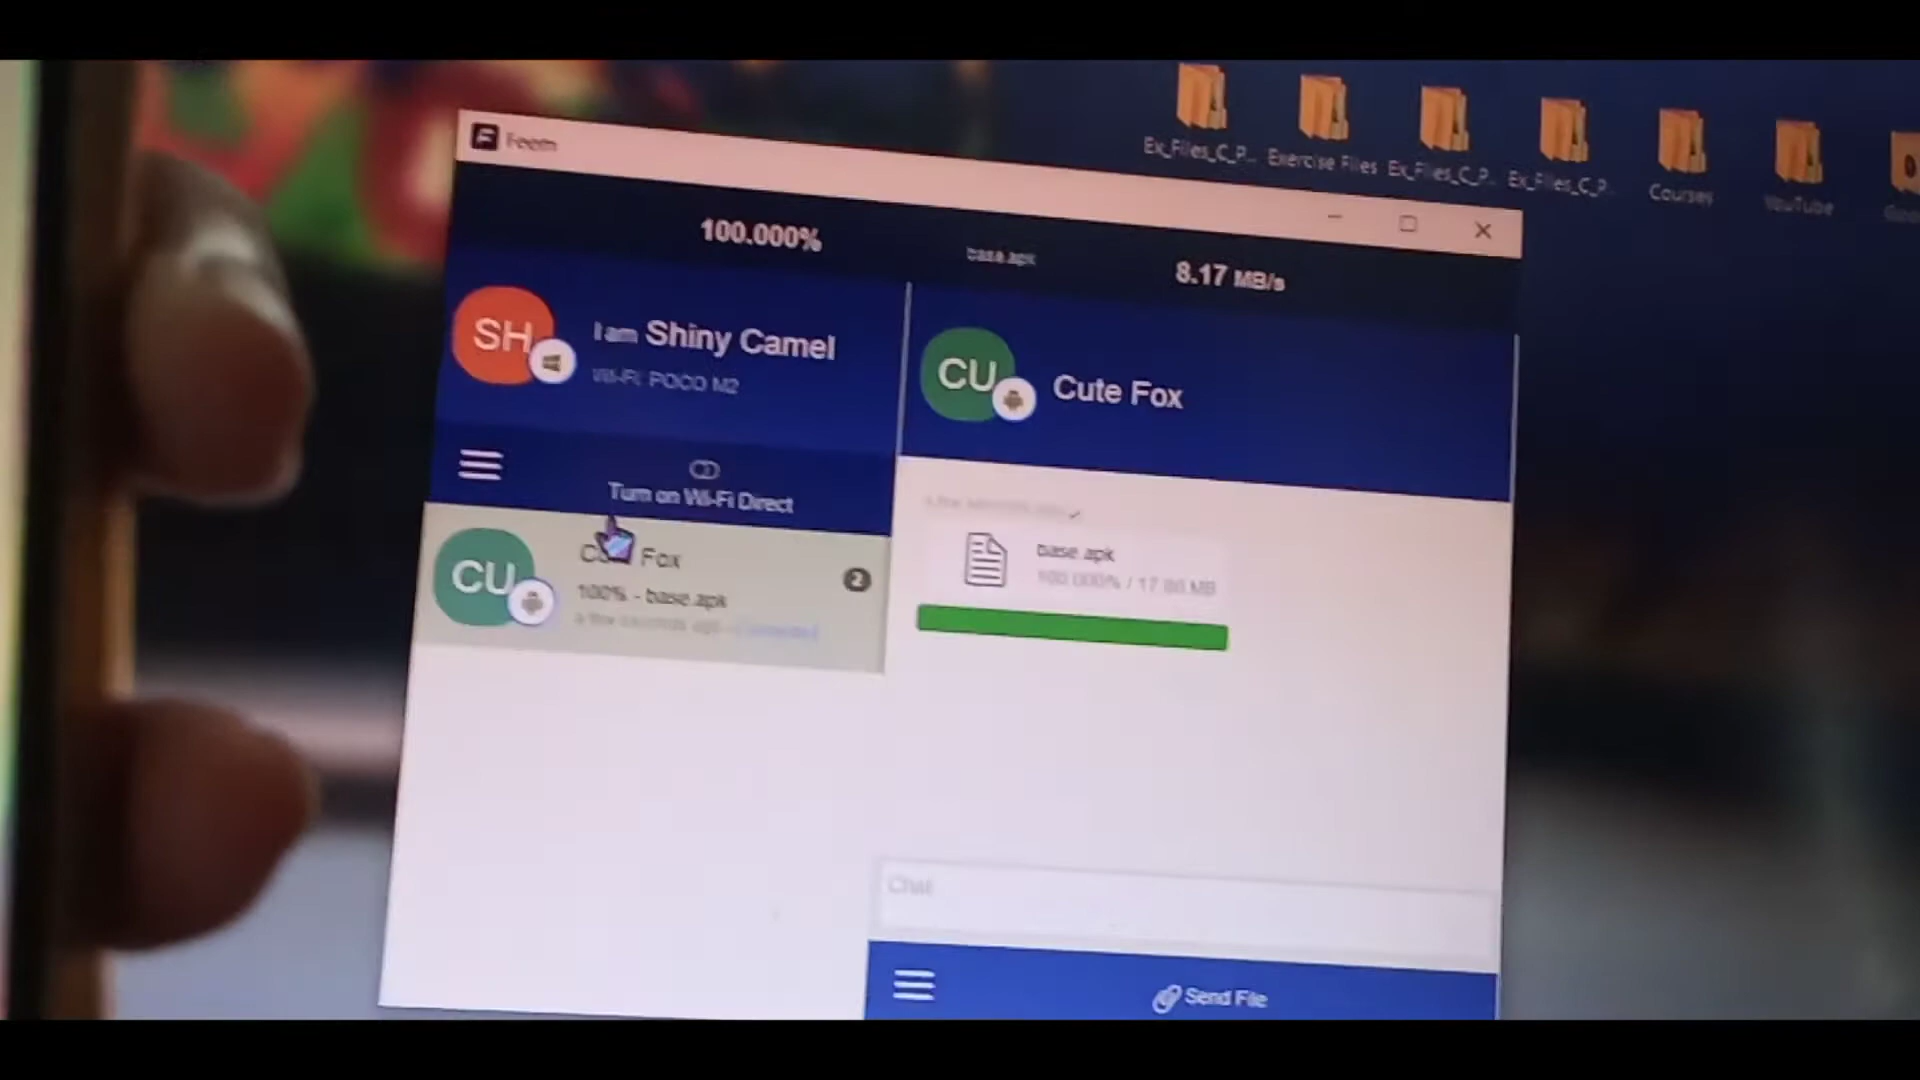 Feem
Ex_Files_C_P...
Exercise Files
Ex_Files_C_P...
Ex_Files_C_P...
Courses
YouTube
100.000%
base.apk
8.17 MB/s
SH
I am Shiny Camel
Wi-Fi: POCO M2
CU
Cute Fox
Turn on Wi-Fi Direct
CU
Fox
100% - base.apk
2
base.apk
100.000% / 17.86 MB
Chat
Send File